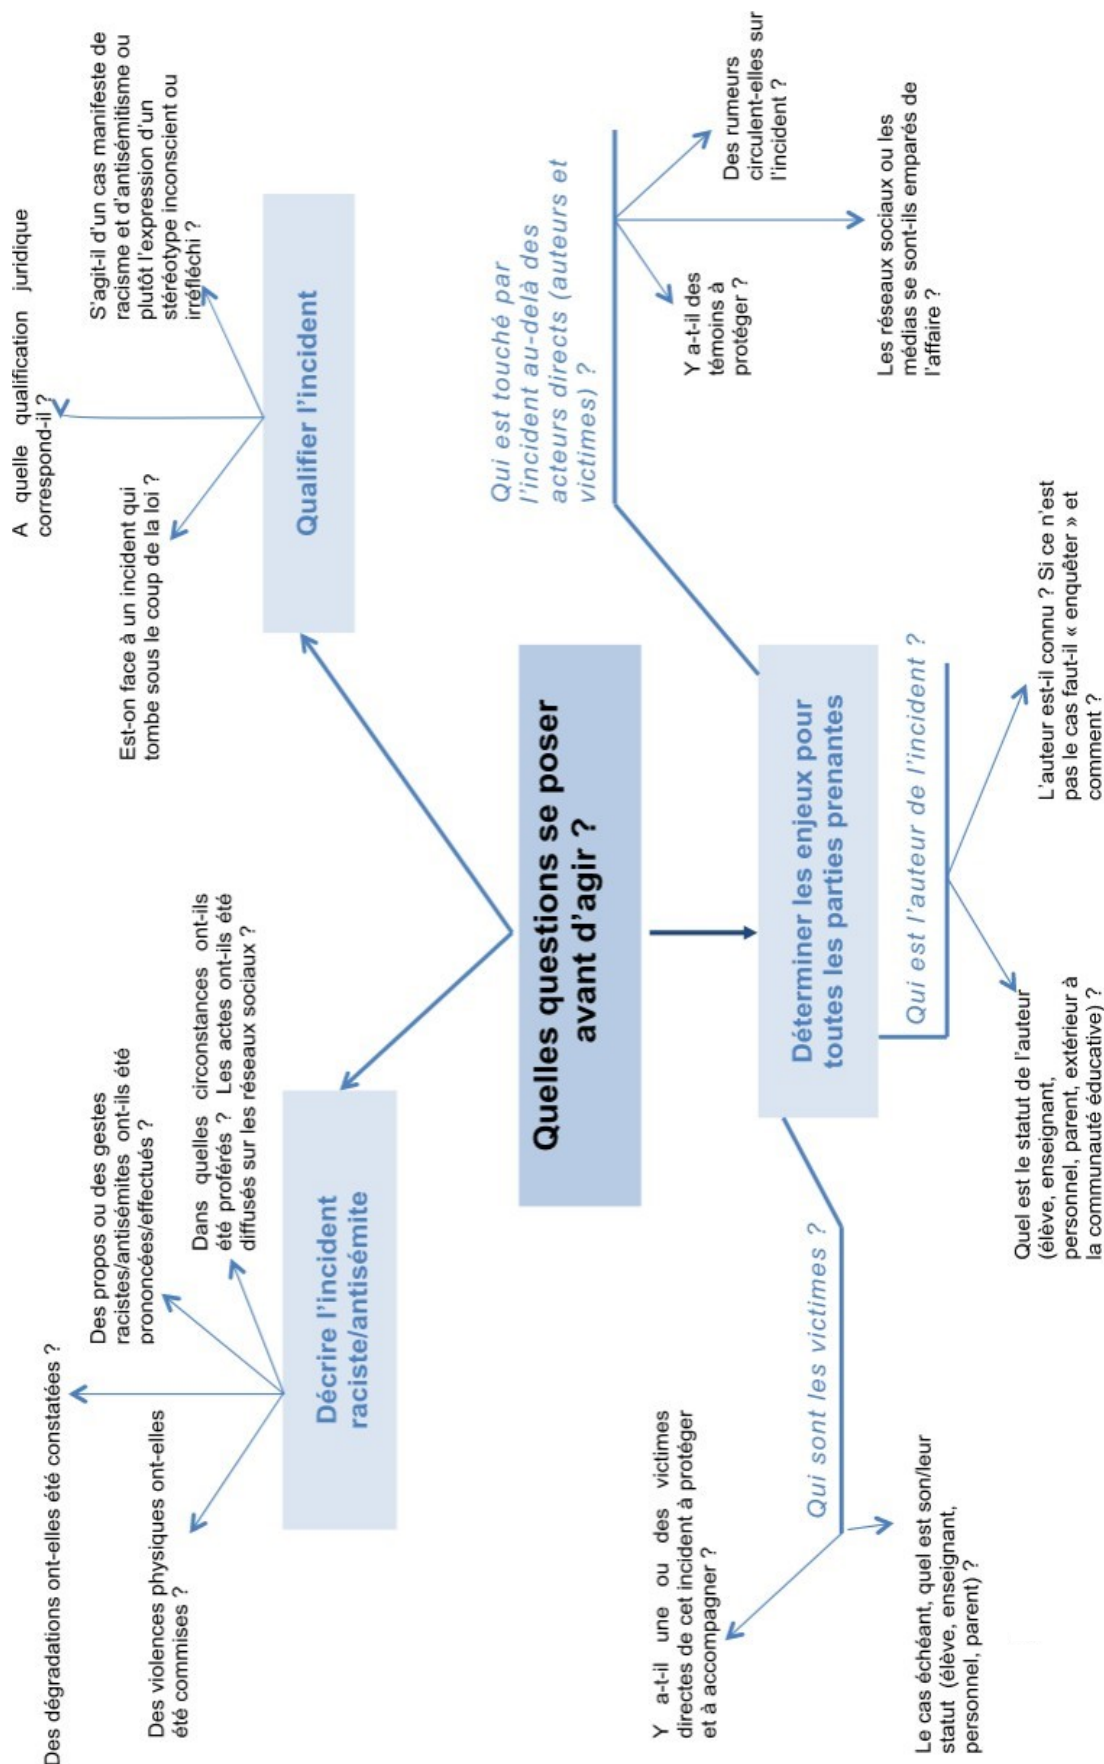 Des dégradations ont-elles été constatées ?
Des violences physiques ont-elles
été commises ?
Des propos ou des gestes
racistes/antisémites ont-ils été
prononcées/effectués ?
Dans quelles circonstances ont-ils
été proférés ? Les actes ont-ils été
diffusés sur les réseaux sociaux ?
Décrire l'incident
raciste/antisémite
A quelle qualification juridique
correspond-il ?
Est-on face à un incident qui
tombe sous le coup de la loi ?
S'agit-il d'un cas manifeste de
racisme et d'antisémitisme ou
plutôt l'expression d'un
stéréotype inconscient ou
irréfléchi ?
Qualifier l'incident
Quelles questions se poser
avant d'agir ?
Déterminer les enjeux pour
toutes les parties prenantes
Qui sont les victimes ?
Y a-t-il une ou des victimes
directes de cet incident à protéger
et à accompagner ?
Le cas échéant, quel est son/leur
statut (élève, enseignant,
personnel, parent) ?
Qui est l'auteur de l'incident ?
Quel est le statut de l'auteur
(élève, enseignant,
personnel, parent, extérieur à
la communauté éducative) ?
L'auteur est-il connu ? Si ce n'est
pas le cas faut-il « enquêter » et
comment ?
Qui est touché par
l'incident au-delà des
acteurs directs (auteurs et
victimes) ?
Y a-t-il des
témoins à
protéger ?
Des rumeurs
circulent-elles sur
l'incident ?
Les réseaux sociaux ou les
médias se sont-ils emparés de
l'affaire ?